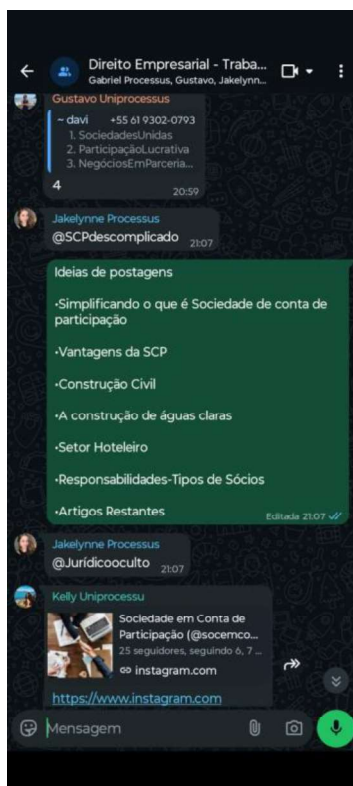 Direito Empresarial - Traba...
Gabriel Processus, Gustavo, Jakelynn...
Gustavo Uniprocessus
~ davi +55 61 9302-0793
1. SociedadesUnidas
2. ParticipaçãoLucrativa
3. NegóciosEmParceria...
4
20:59
Jakelynne Processus
@SCPdescomplicado 21:07
Ideias de postagens
•Simplificando o que é Sociedade de conta de
participação
•Vantagens da SCP
•Construção Civil
•A construção de águas claras
•Setor Hoteleiro
•Responsabilidades-Tipos de Sócios
•Artigos Restantes
Editada 21:07
Jakelynne Processus
@Jurídicooculto 21:07
Kelly Uniprocessu
Sociedade em Conta de
Participação (@socemco...
25 seguidores, seguindo 6, 7 ...
instagram.com
https://www.instagram.com
Mensagem